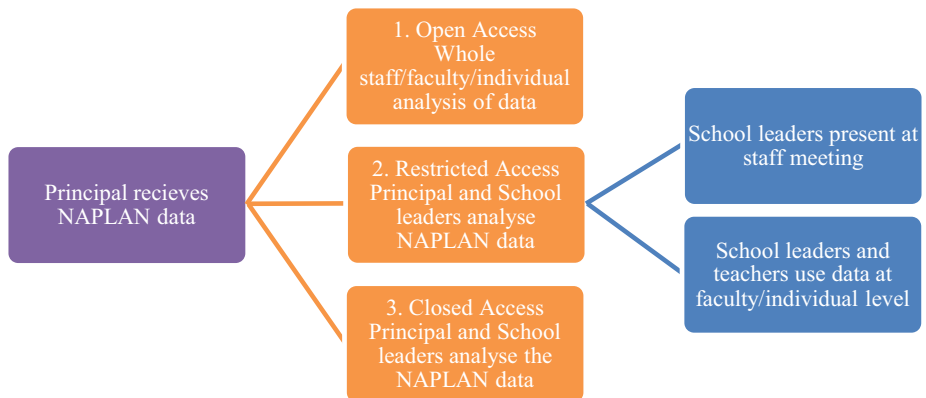 Principal recieves
NAPLAN data
1. Open Access
Whole
staff/faculty/individual
analysis of data
2. Restricted Access
Principal and School
leaders analyse
NAPLAN data
3. Closed Access
Principal and School
leaders analyse the
NAPLAN data
School leaders present at
staff meeting
School leaders and
teachers use data at
faculty/individual level